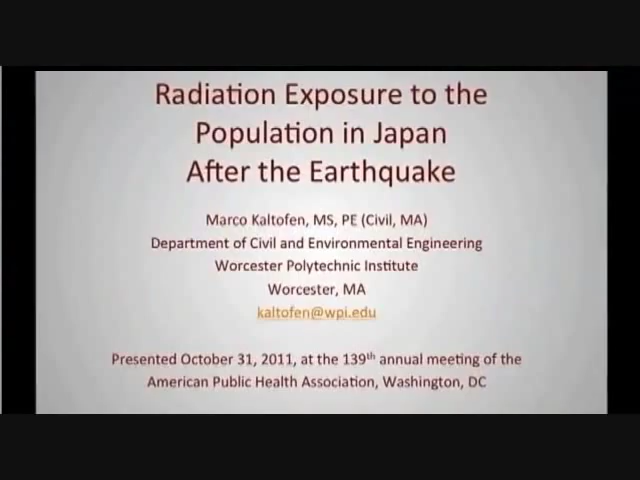 Radiation Exposure to the
Population in Japan
After the Earthquake
Marco Kaltofen, MS, PE (Civil, MA)
Department of Civil and Environmental Engineering
Worcester Polytechnic Institute
Worcester, MA
kaltofen@wpi.edu
Presented October 31, 2011, at the 139th annual meeting of the
American Public Health Association, Washington, DC